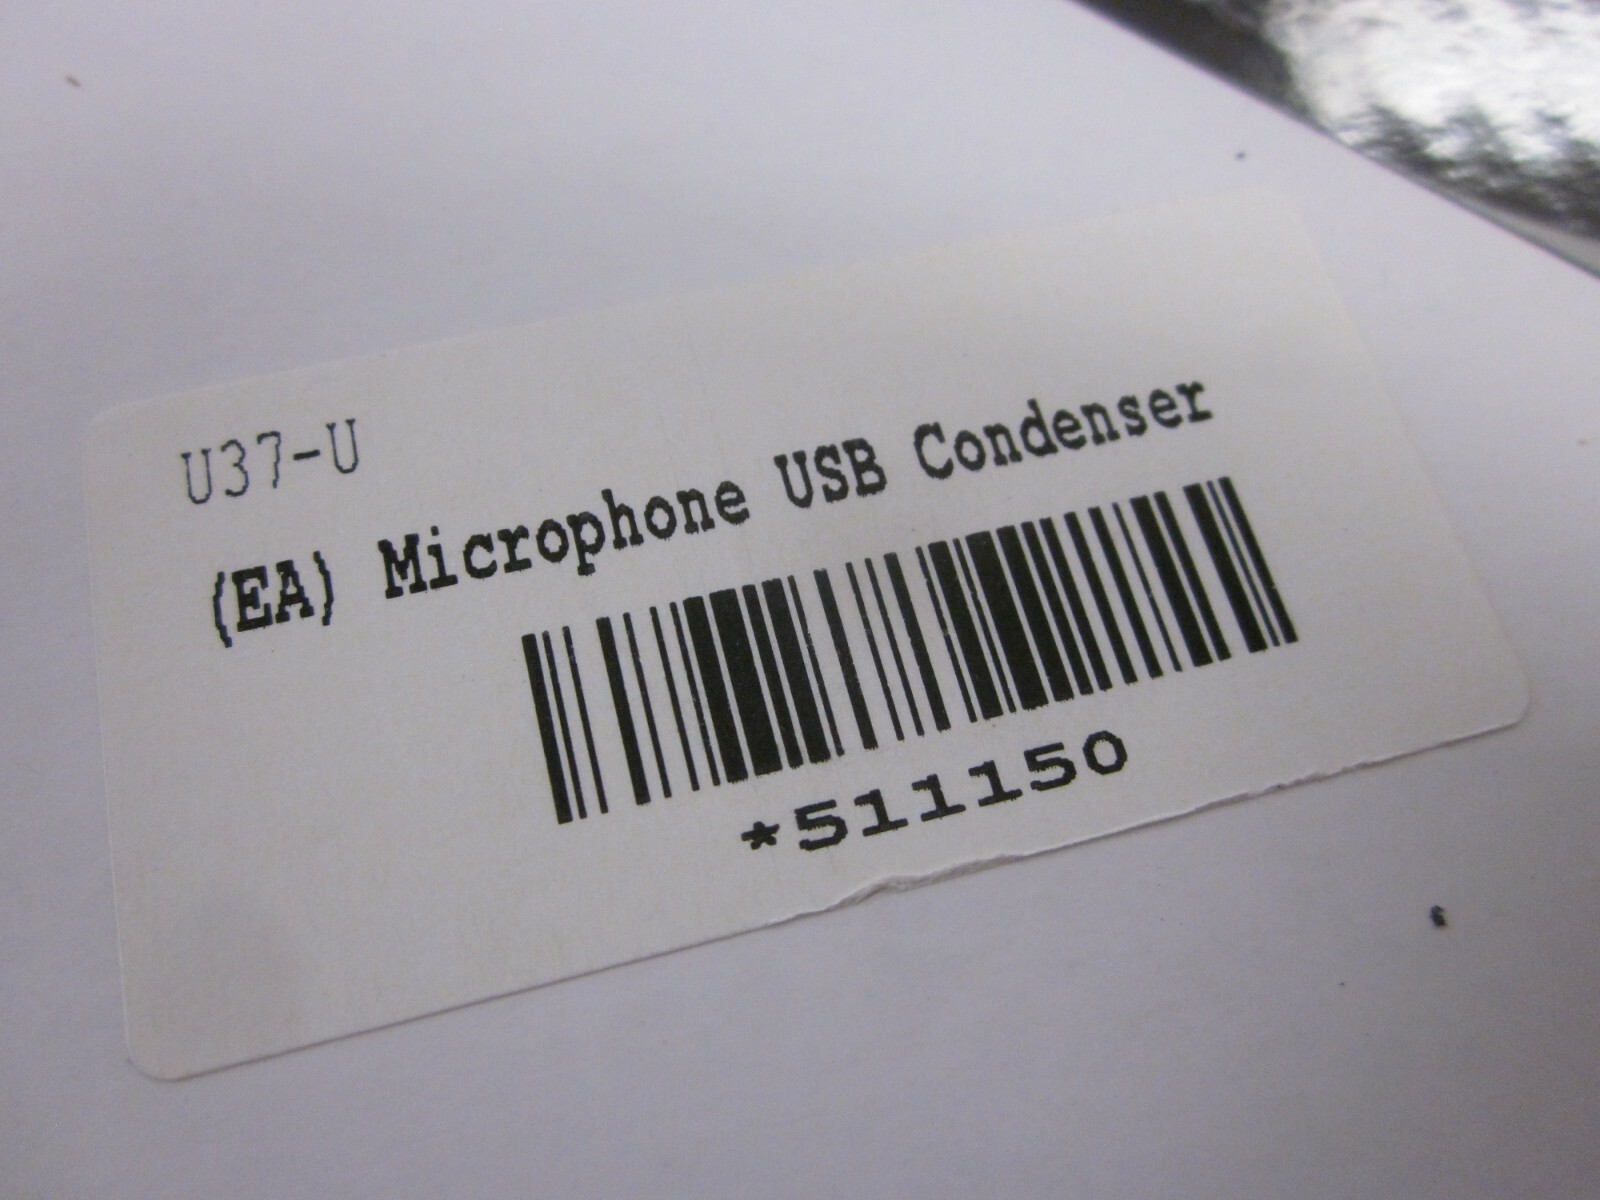 U37-U
(EA) Microphone USB Condenser
*511150